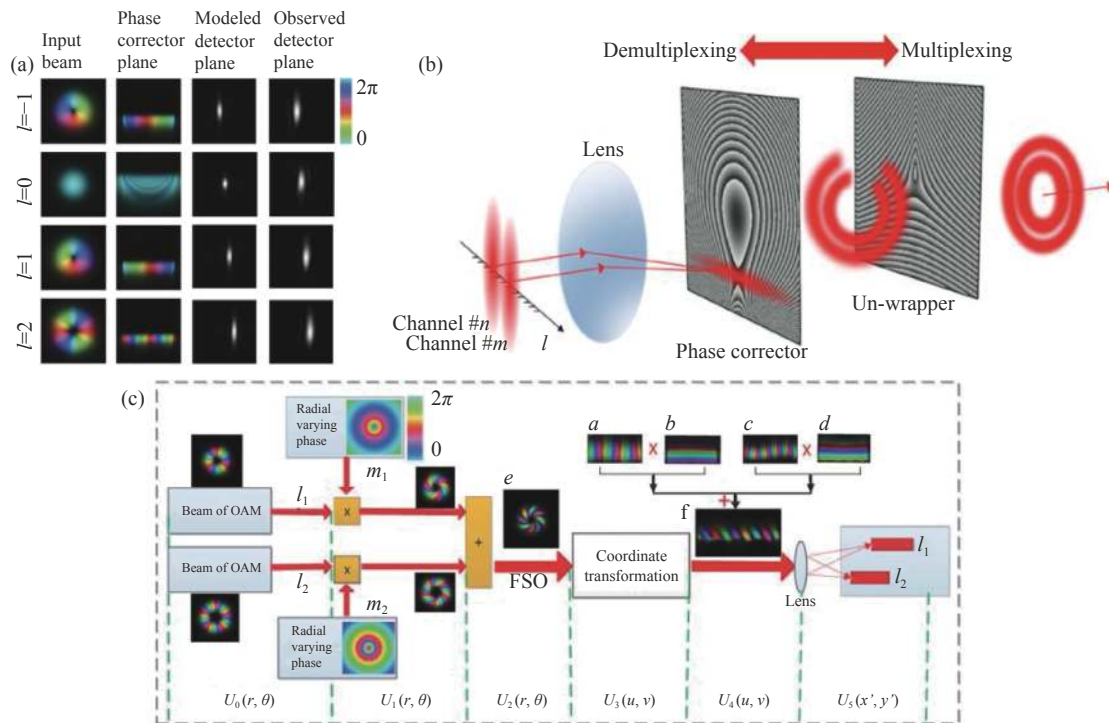 (a)
Input
beam
Phase
corrector
plane
Modeled
detector
plane
Observed
detector
plane
l=−1
l=0
l=1
l=2
2π
0
(b)
Demultiplexing
Multiplexing
Lens
Un-wrapper
Channel #n
Channel #m
l
Phase corrector
(c)
Radial
varying
phase
2π
0
m1
Beam of OAM
l1
x
Beam of OAM
l2
x
m2
Radial
varying
phase
+
e
FSO
Coordinate
transformation
a
x
b
c
x
d
+
f
Lens
l1
l2
U0(r, θ)
U1(r, θ)
U2(r, θ)
U3(u, v)
U4(u, v)
U5(x', y')